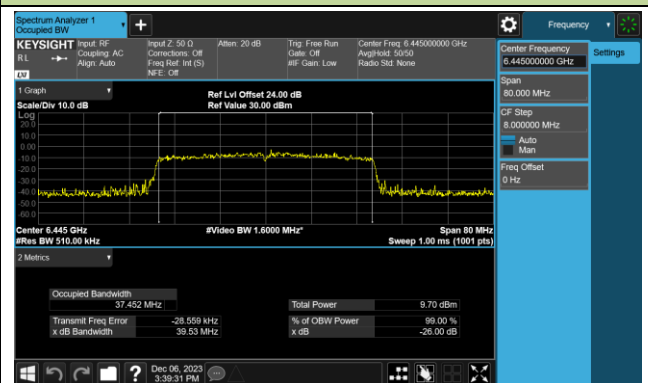 Spectrum Analyzer 1
Occupied BW
+
Frequency
KEYSIGHT
RL
Input: RF
Coupling: AC
Align: Auto
Input Z: 50 Ω
Corrections: Off
Freq Ref: Int (S)
NFE: Off
Atten: 20 dB
Trig: Free Run
Gate: Off
#IF Gain: Low
Center Freq: 6.445000000 GHz
Avg|Hold: 50/50
Radio Std: None
Center Frequency
6.445000000 GHz
Settings
Span
80.000 MHz
CF Step
8.000000 MHz
Auto
Man
Freq Offset
0 Hz
1 Graph
Scale/Div 10.0 dB
Ref Lvl Offset 24.00 dB
Ref Value 30.00 dBm
Log
20.0
10.0
0.00
-10.0
-20.0
-30.0
-40.0
-50.0
-60.0
Center 6.445 GHz
#Video BW 1.6000 MHz*
Span 80 MHz
#Res BW 510.00 kHz
Sweep 1.00 ms (1001 pts)
2 Metrics
Occupied Bandwidth
37.452 MHz
Total Power 9.70 dBm
Transmit Freq Error -28.559 kHz
% of OBW Power 99.00 %
x dB Bandwidth 39.53 MHz
x dB -26.00 dB
?
Dec 06, 2023
3:39:31 PM